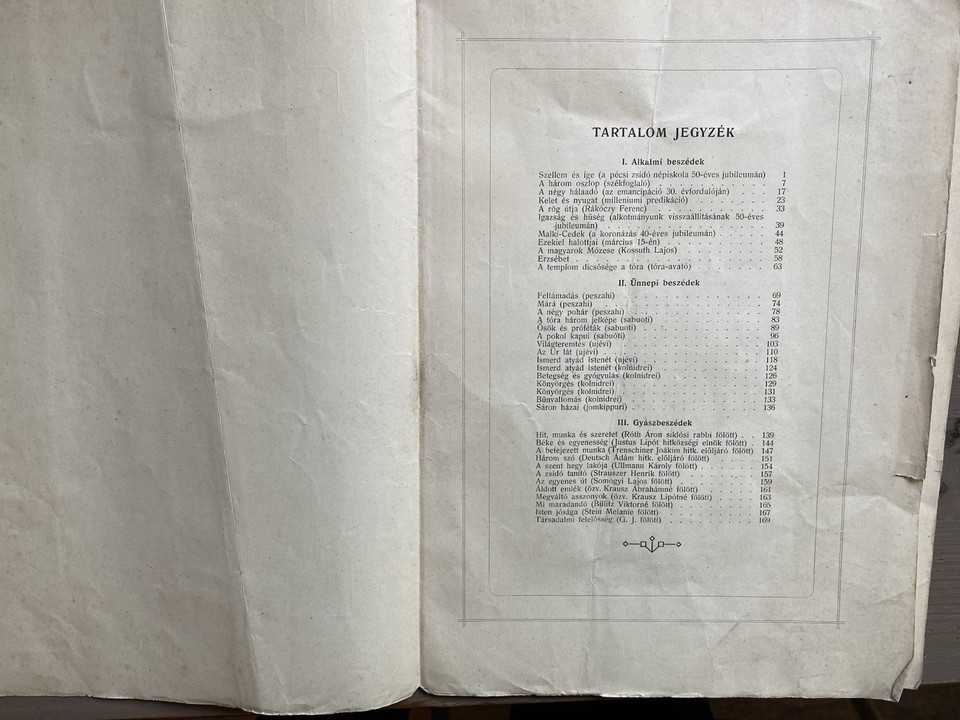 TARTALOM JEGYZÉK
I. Alkalmi beszédek
Szellem és ige (a pécsi zsidó népiskola 50-éves jubileumán) 1
A három oszlop (székfoglaló) . . . . . . . . . . . 7
A négy hálaadó (az emancipáció 30. évfordulóján) . . . 17
Kelet és nyugat (milleniumi predikáció) . . . . . . . 23
A rög útja (Rákóczy Ferenc) . . . . . . . . . . . 33
Igazság és hűség (alkotmányunk visszaállításának 50-éves
jubileumán) . . . . . . . . . . . . . . . 39
Malki-Cedek (a koronázás 40-éves jubileumán) . . . . . 44
Ezekiel halottjai (március 15-én) . . . . . . . . . . 48
A magyarok Mózese (Kossuth Lajos) . . . . . . . . 52
Erzsébet . . . . . . . . . . . . . . . . . . 58
A templom dicsősége a tóra (tóra-avató) . . . . . . . 63
II. Ünnepi beszédek
Feltámadás (peszahi) . . . . . . . . . . . . . 69
Márá (peszahi) . . . . . . . . . . . . . . . 74
A négy pohár (peszahi) . . . . . . . . . . . . 78
A tóra három jelképe (sabuoti) . . . . . . . . . . 83
Ősök és próféták (sabuoti) . . . . . . . . . . . 89
A pokol kapui (sabuoti) . . . . . . . . . . . . 96
Világteremtés (ujévi) . . . . . . . . . . . . . 103
Az Úr lát (ujévi) . . . . . . . . . . . . . . 110
Ismerd atyád Istenét (ujévi) . . . . . . . . . . . 118
Ismerd atyád Istenét (kolnidrei) . . . . . . . . . . 124
Betegség és gyógyulás (kolnidrei) . . . . . . . . . 126
Könyörgés (kolnidrei) . . . . . . . . . . . . . 129
Könyörgés (kolnidrei) . . . . . . . . . . . . . 131
Bűnvallomás (kolnidrei) . . . . . . . . . . . . 133
Sáron házai (jomkippuri) . . . . . . . . . . . . 136
III. Gyászbeszédek
Hit, munka és szeretet (Róth Áron siklósi rabbi fölött) . . 139
Béke és egyenesség (Justus Lipót hitközségi elnök fölött) . 144
A befejezett munka (Trenschiner Joákim hitk. előljáró fölött) 147
Három szó (Deutsch Ádám hitk. előljáró fölött) . . . . 151
A szent hegy lakója (Ullmann Károly fölött) . . . . . . 154
A zsidó tanító (Strauszer Henrik fölött) . . . . . . . 157
Az egyenes út (Somogyi Lajos fölött) . . . . . . . . 159
Áldott emlék (özv. Krausz Ábrahámné fölött) . . . . . 161
Megváltó asszonyok (özv. Krausz Lipótné fölött) . . . . 163
Mi maradandó (Billitz Viktorné fölött) . . . . . . . . 165
Isten jósága (Stein Melanie fölött) . . . . . . . . . 167
Társadalmi felelősség (G. J. fölött) . . . . . . . . . 169